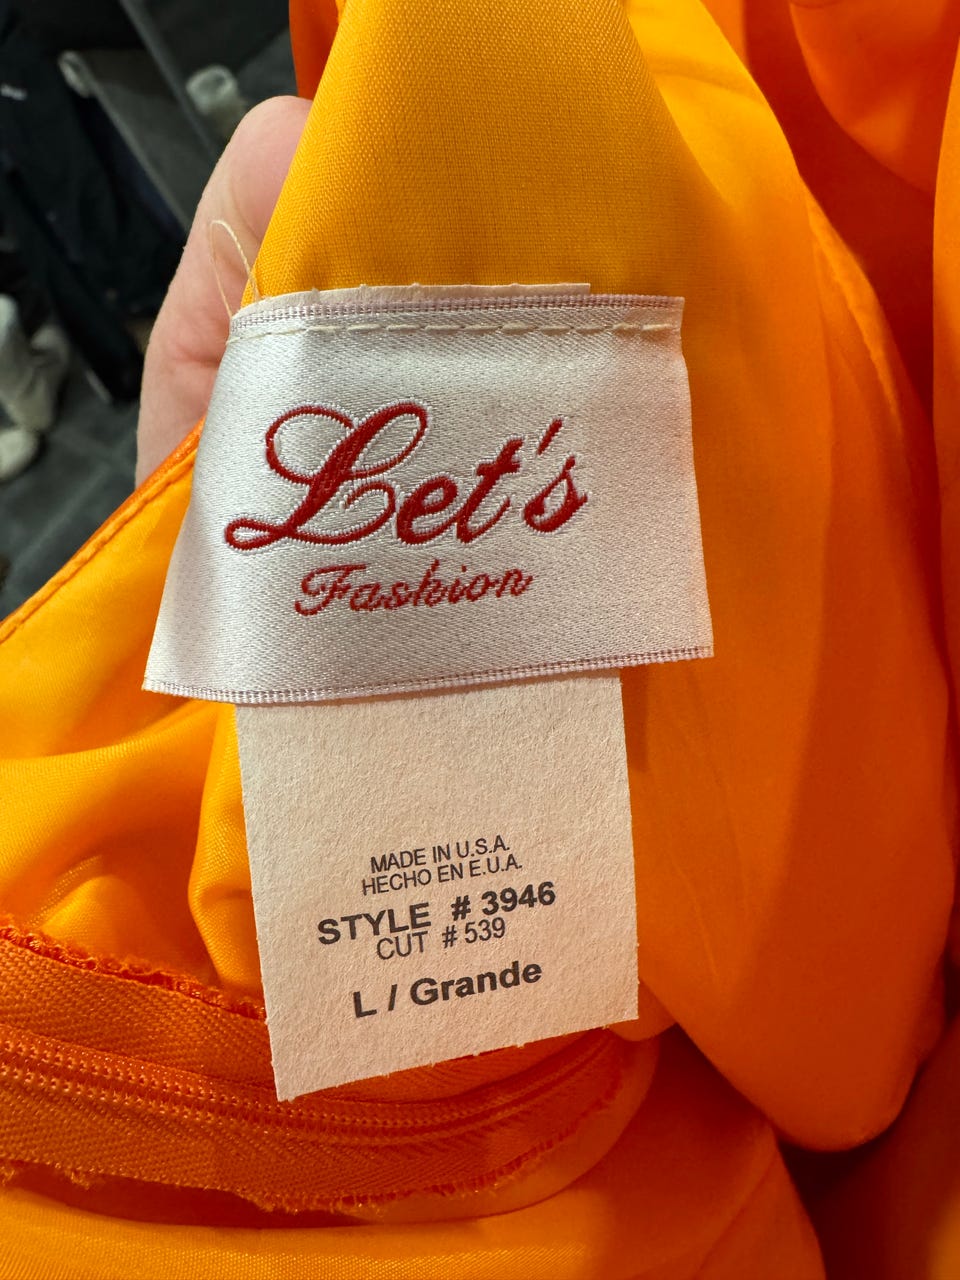 Let's
Fashion
MADE IN U.S.A.
HECHO EN E.U.A.
STYLE # 3946
CUT # 539
L / Grande